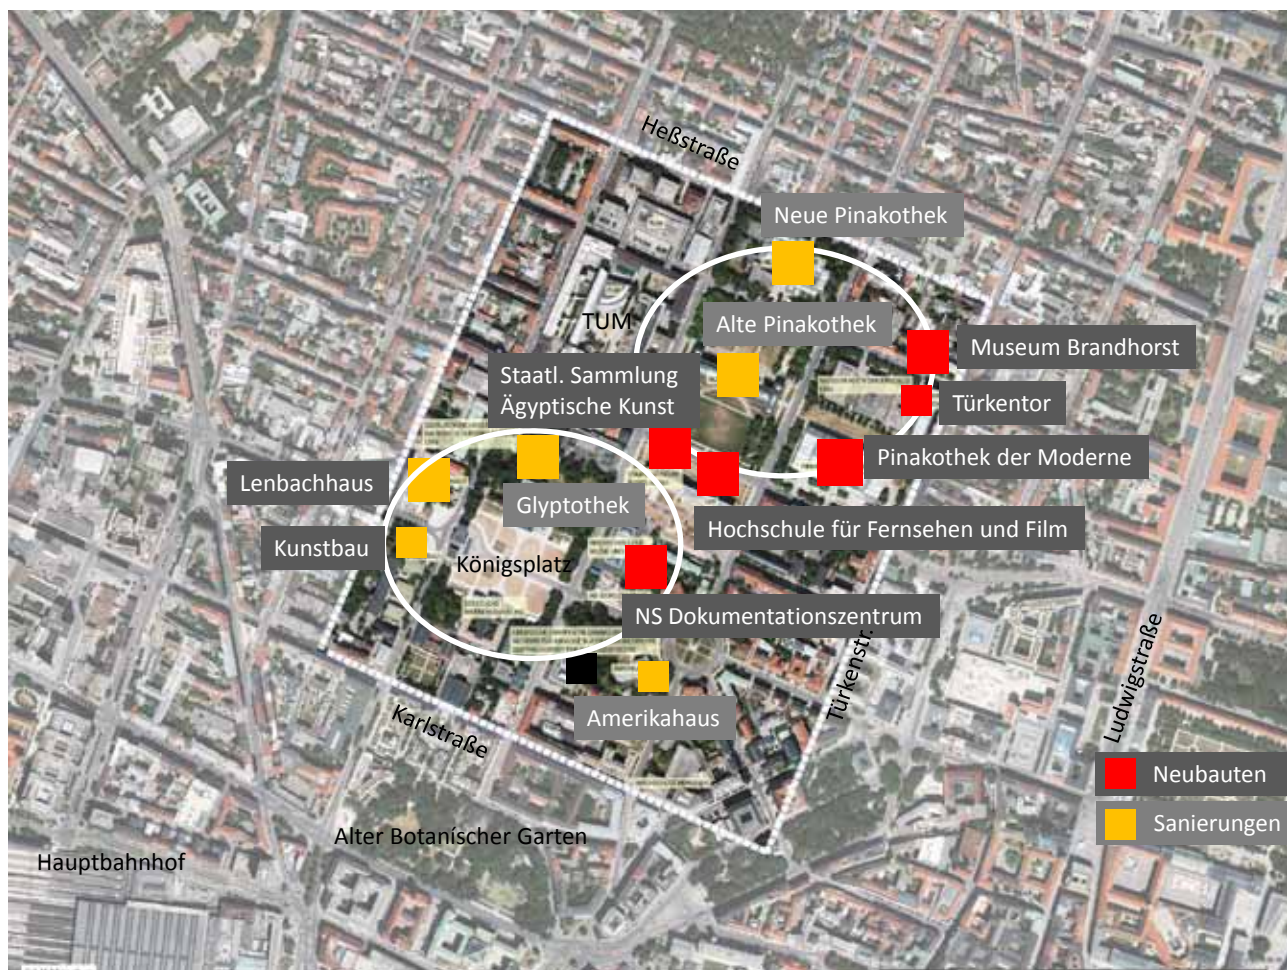 Heßstraße
Neue Pinakothek
Alte Pinakothek
TUM
Museum Brandhorst
Staatl. Sammlung
Ägyptische Kunst
Türkentor
Pinakothek der Moderne
Lenbachhaus
Glyptothek
Hochschule für Fernsehen und Film
Kunstbau
Königsplatz
NS Dokumentationszentrum
Türkenstr.
Ludwigstraße
Amerikahaus
Karlstraße
Neubauten
Sanierungen
Alter Botaníscher Garten
Hauptbahnhof